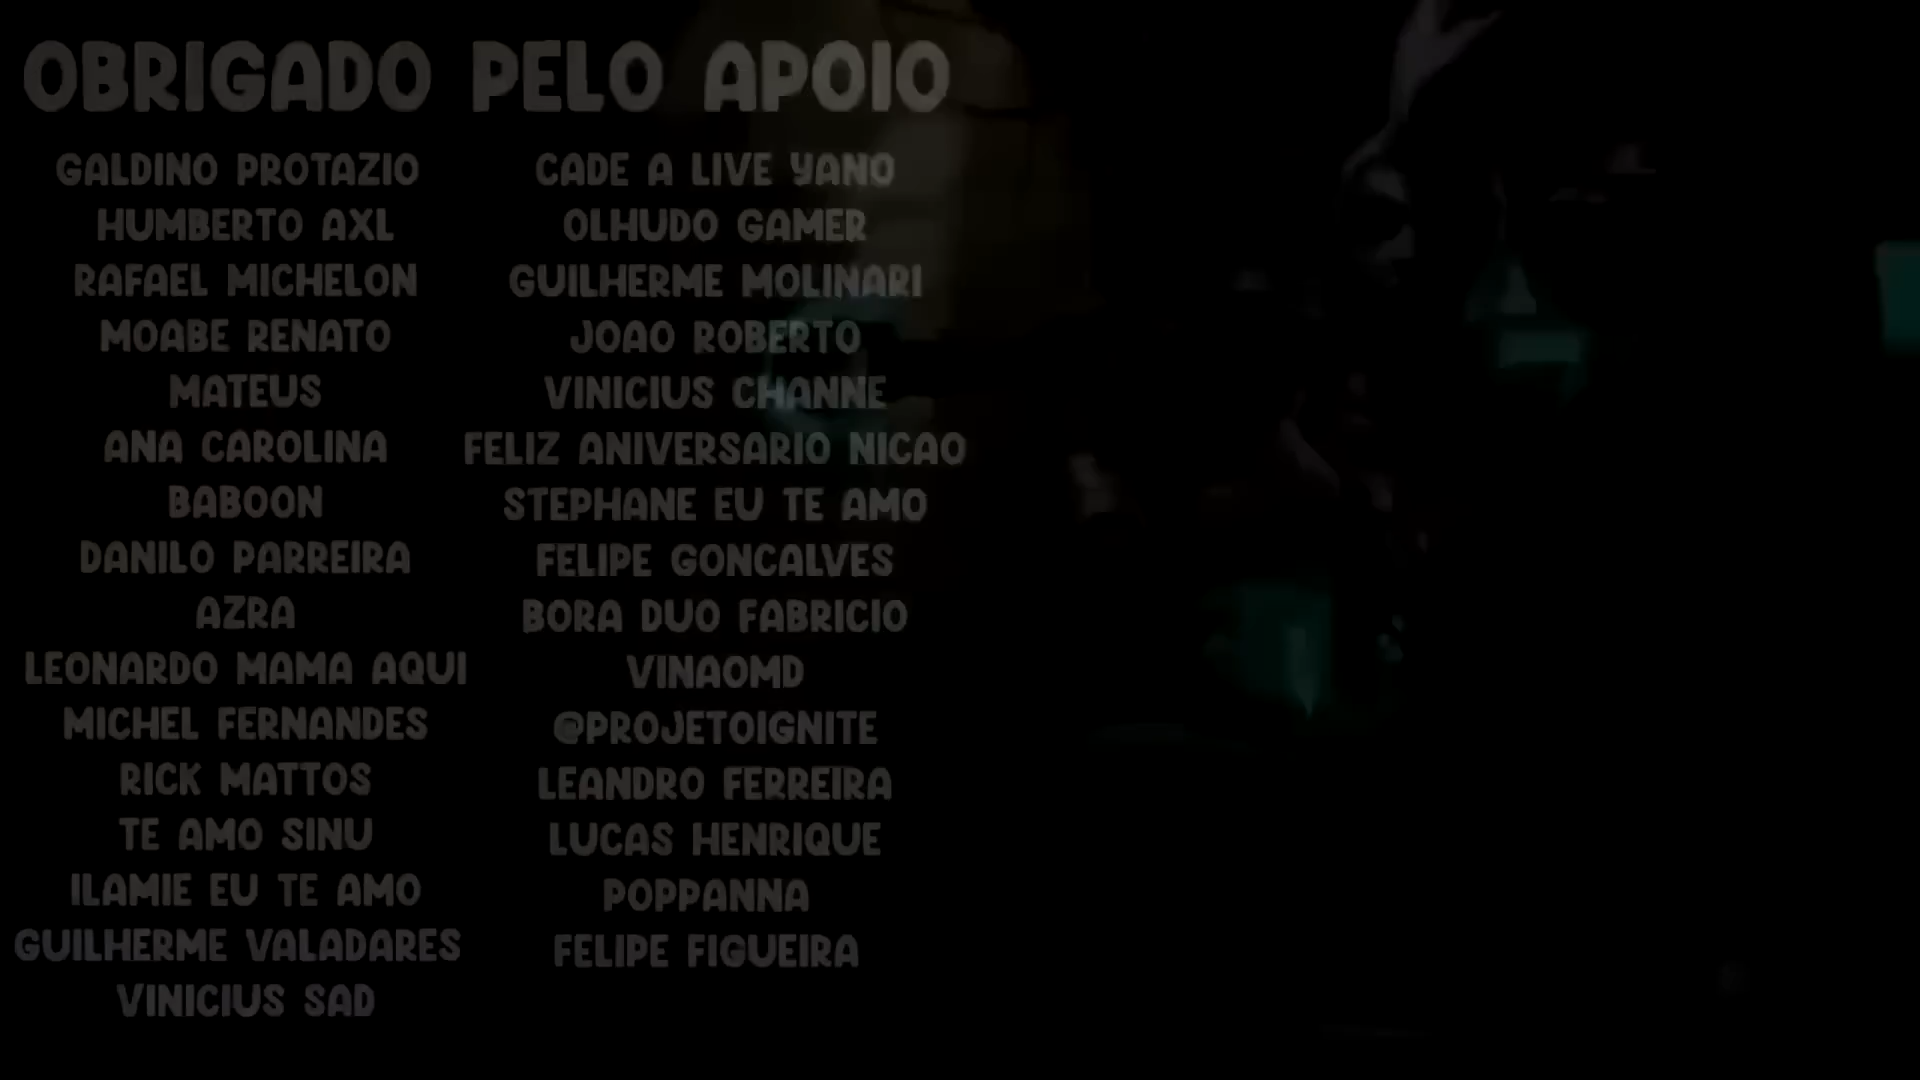 OBRIGADO PELO APOIO
GALDINO PROTAZIO
HUMBERTO AXL
RAFAEL MICHELON
MOABE RENATO
MATEUS
ANA CAROLINA
BABOON
DANILO PARREIRA
AZRA
LEONARDO MAMA AQUI
MICHEL FERNANDES
RICK MATTOS
TE AMO SINU
ILAMIE EU TE AMO
GUILHERME VALADARES
VINICIUS SAD
CADE A LIVE YANO
OLHUDO GAMER
GUILHERME MOLINARI
JOAO ROBERTO
VINICIUS CHANNE
FELIZ ANIVERSARIO NICAO
STEPHANE EU TE AMO
FELIPE GONCALVES
BORA DUO FABRICIO
VINAOMD
@PROJETOIGNITE
LEANDRO FERREIRA
LUCAS HENRIQUE
POPPANNA
FELIPE FIGUEIRA